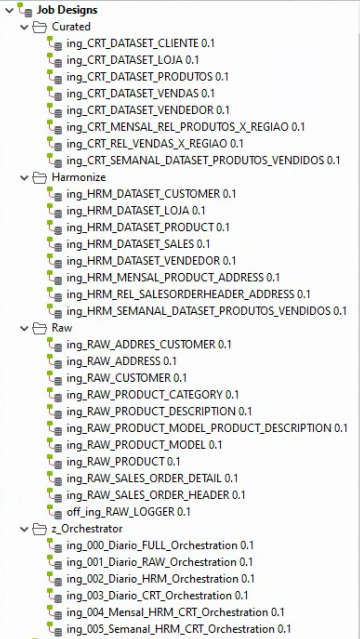 Job Designs
Curated
ing_CRT_DATASET_CLIENTE 0.1
ing_CRT_DATASET_LOJA 0.1
ing_CRT_DATASET_PRODUTOS 0.1
ing_CRT_DATASET_VENDAS 0.1
ing_CRT_DATASET_VENDEDOR 0.1
ing_CRT_MENSAL_REL_PRODUTOS_X_REGIAO 0.1
ing_CRT_REL_VENDAS_X_REGIAO 0.1
ing_CRT_SEMANAL_DATASET_PRODUTOS_VENDIDOS 0.1
Harmonize
ing_HRM_DATASET_CUSTOMER 0.1
ing_HRM_DATASET_LOJA 0.1
ing_HRM_DATASET_PRODUCT 0.1
ing_HRM_DATASET_SALES 0.1
ing_HRM_DATASET_VENDEDOR 0.1
ing_HRM_MENSAL_PRODUCT_ADDRESS 0.1
ing_HRM_REL_SALESORDERHEADER_ADDRESS 0.1
ing_HRM_SEMANAL_DATASET_PRODUTOS_VENDIDOS 0.1
Raw
ing_RAW_ADDRES_CUSTOMER 0.1
ing_RAW_ADDRESS 0.1
ing_RAW_CUSTOMER 0.1
ing_RAW_PRODUCT_CATEGORY 0.1
ing_RAW_PRODUCT_DESCRIPTION 0.1
ing_RAW_PRODUCT_MODEL_PRODUCT_DESCRIPTION 0.1
ing_RAW_PRODUCT_MODEL 0.1
ing_RAW_PRODUCT 0.1
ing_RAW_SALES_ORDER_DETAIL 0.1
ing_RAW_SALES_ORDER_HEADER 0.1
off_ing_RAW_LOGGER 0.1
z_Orchestrator
ing_000_Diario_FULL_Orchestration 0.1
ing_001_Diario_RAW_Orchestration 0.1
ing_002_Diario_HRM_Orchestration 0.1
ing_003_Diario_CRT_Orchestration 0.1
ing_004_Mensal_HRM_CRT_Orchestration 0.1
ing_005_Semanal_HRM_CRT_Orchestration 0.1